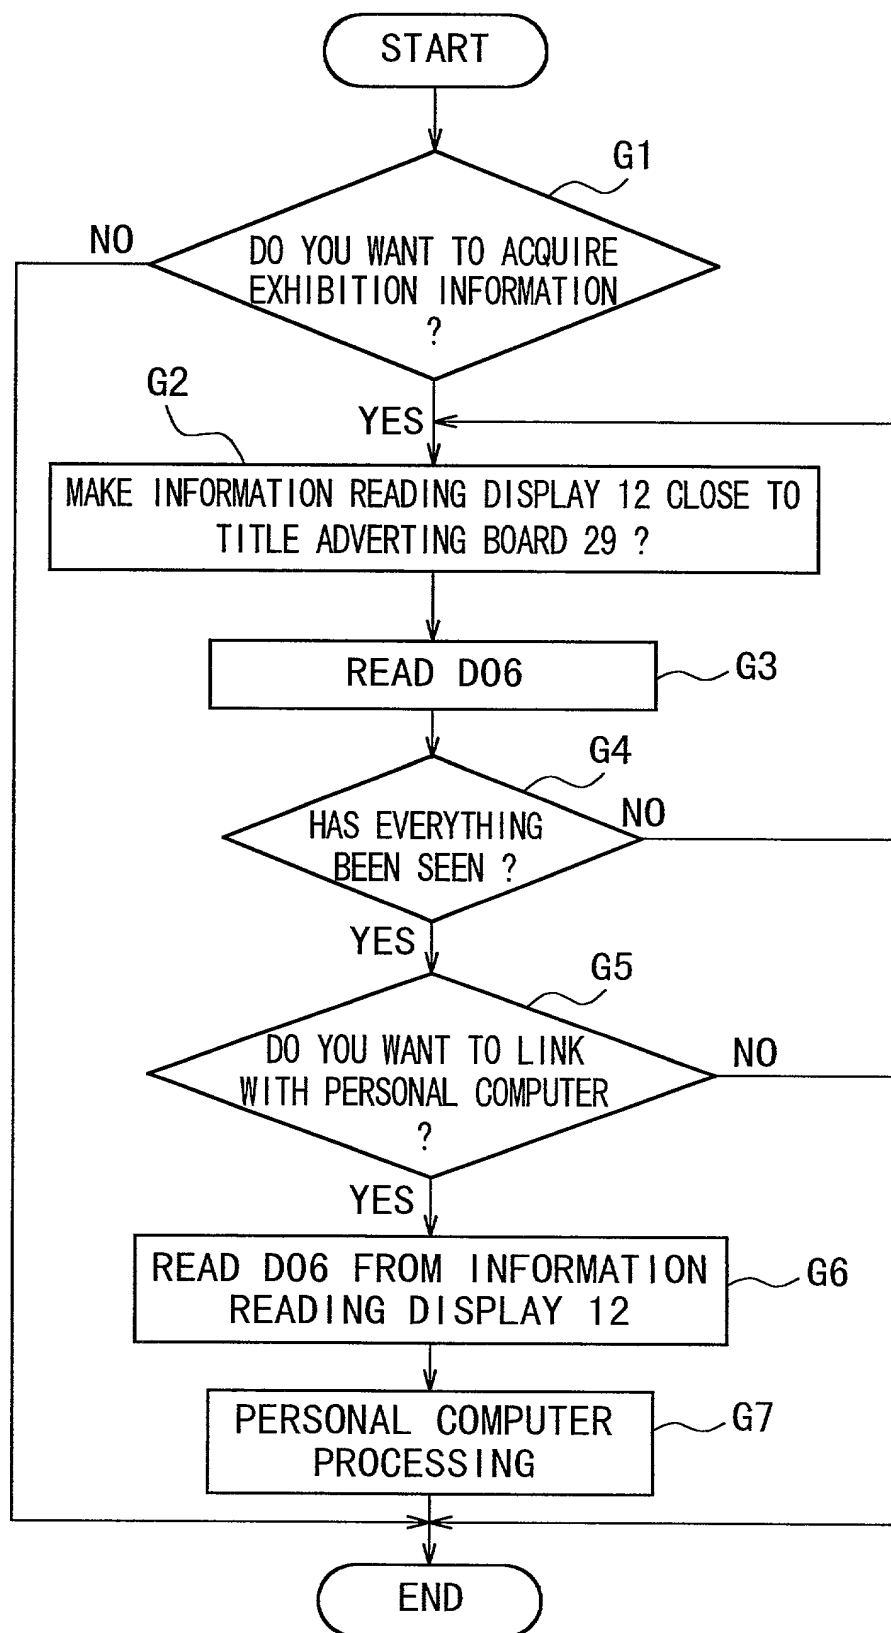 START
G1
NO
DO YOU WANT TO ACQUIRE
EXHIBITION INFORMATION
?
G2
YES
MAKE INFORMATION READING DISPLAY 12 CLOSE TO
TITLE ADVERTING BOARD 29 ?
READ D06
G3
G4
HAS EVERYTHING
BEEN SEEN ?
NO
YES
G5
DO YOU WANT TO LINK
WITH PERSONAL COMPUTER
?
NO
YES
READ D06 FROM INFORMATION
READING DISPLAY 12
G6
PERSONAL COMPUTER
PROCESSING
G7
END